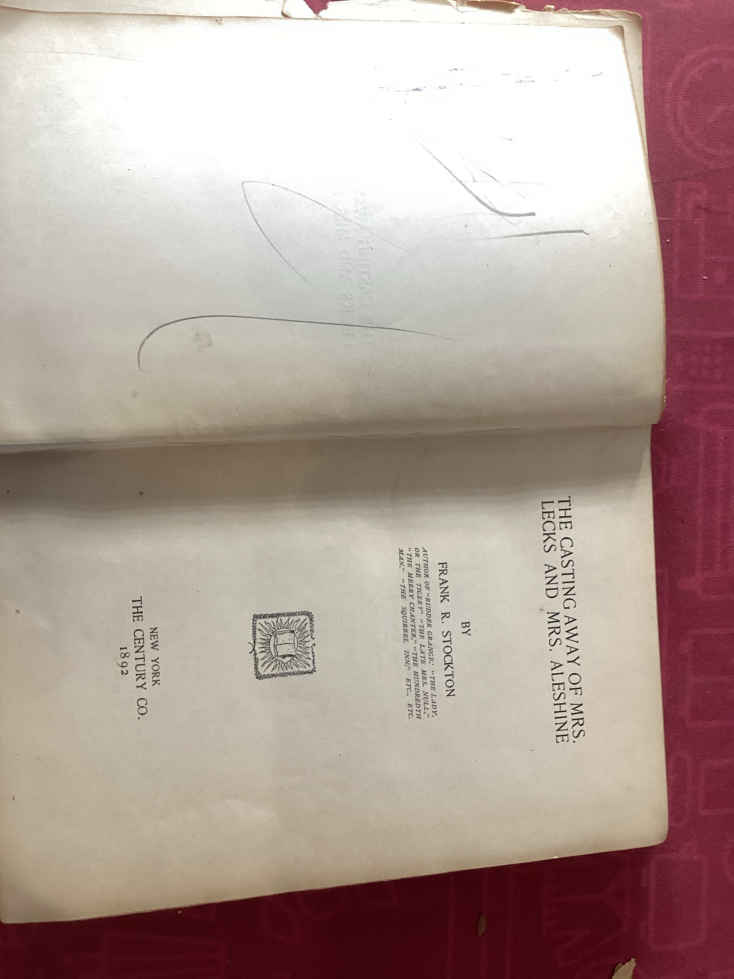 THE CASTING AWAY OF MRS.
LECKS AND MRS. ALESHINE
BY
FRANK R. STOCKTON
AUTHOR OF "RUDDER GRANGE," "THE LADY,
OR THE TIGER?" "THE LATE MRS. NULL,"
"THE MERRY CHANTER," "THE HUNDREDTH
MAN," "THE SQUIRREL INN," ETC., ETC.
NEW YORK
THE CENTURY CO.
1892